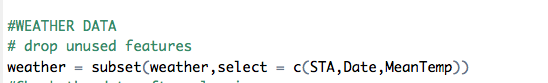 #WEATHER DATA
# drop unused features
weather = subset(weather,select = c(STA,Date,MeanTemp))